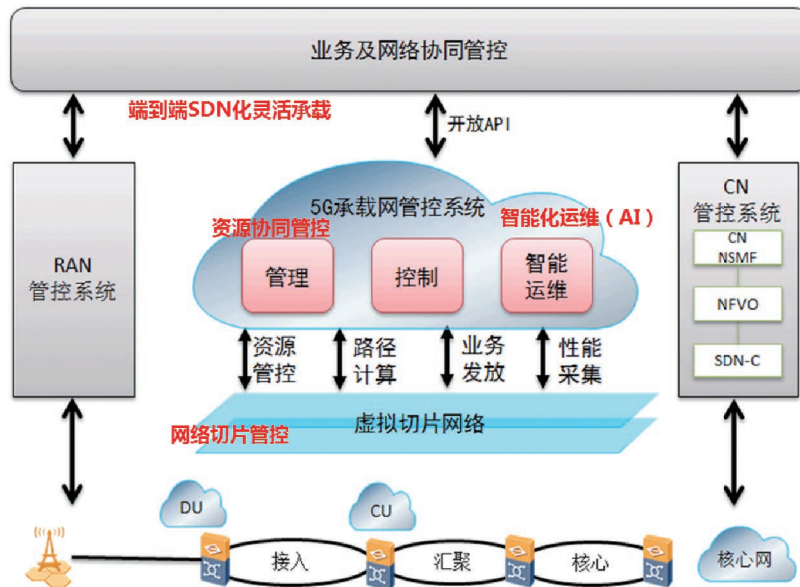 业务及网络协同管控
端到端SDN化灵活承载
开放API
RAN
管控系统
5G承载网管控系统
资源协同管控
智能化运维（AI）
管理
控制
智能
运维
CN
管控系统
CN
NSMF
NFVO
SDN-C
资源
管控
路径
计算
业务
发放
性能
采集
虚拟切片网络
网络切片管控
DU
CU
接入
汇聚
核心
核心网